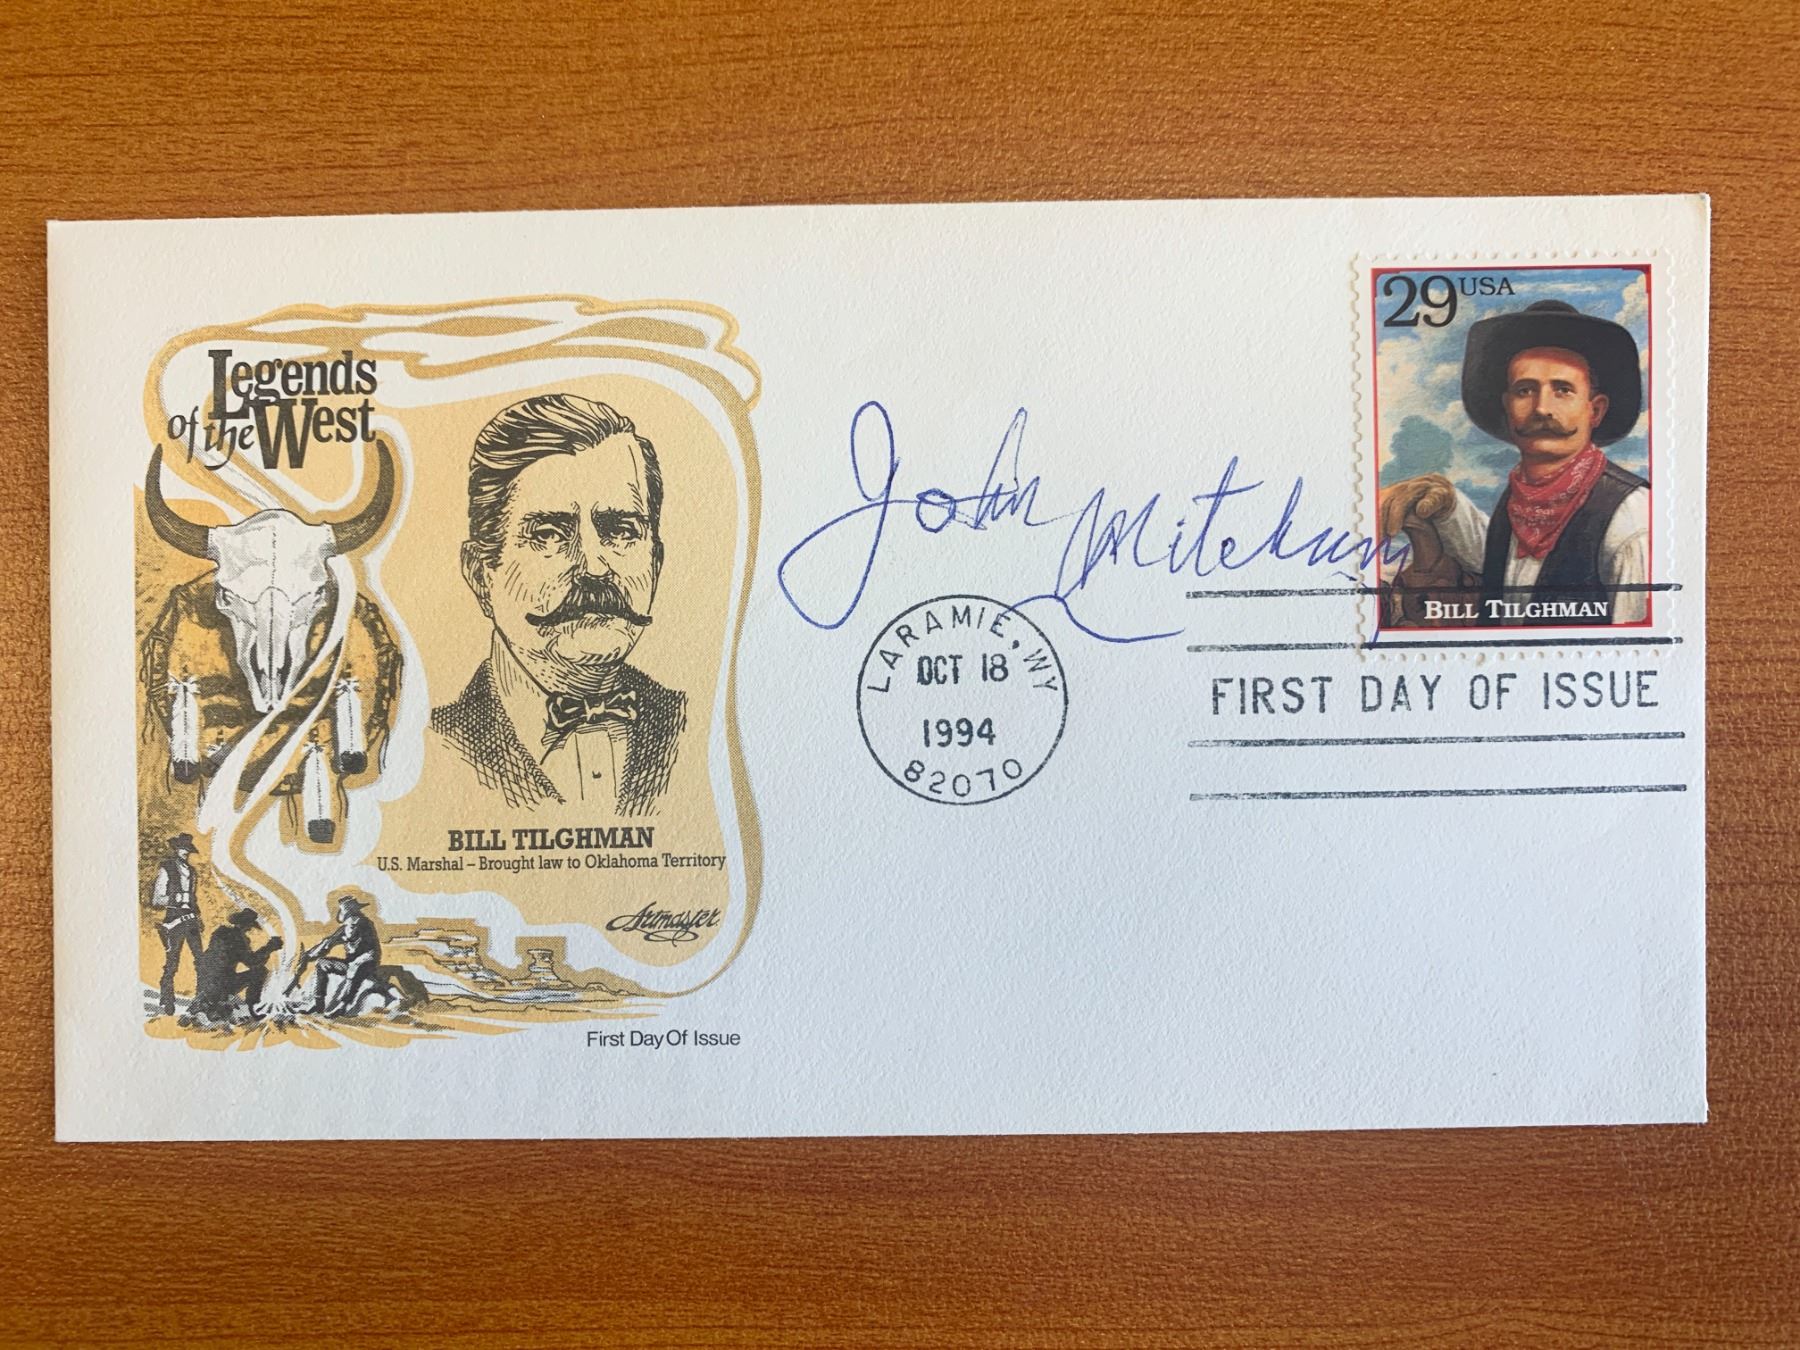 Legends
of the West
BILL TILGHMAN
U.S. Marshal – Brought law to Oklahoma Territory
Artmaster
First Day Of Issue
John Mitchum
LARAMIE, WY
OCT 18
1994
82070
29 USA
BILL TILGHMAN
FIRST DAY OF ISSUE